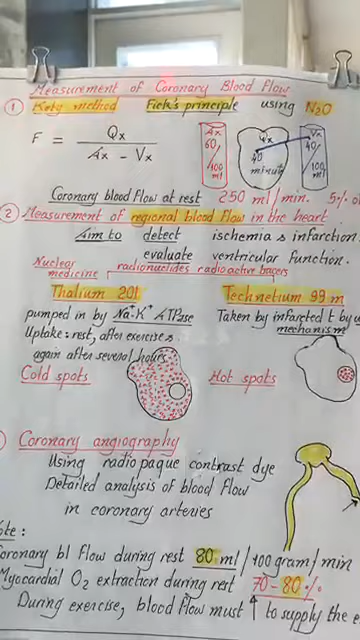 Measurement of Coronary Blood Flow
1 Kety method Fick's principle using N2O
F = Qx / Ax - Vx
Ax 60 /100 ml
Qx 40 minut
Vx 40 /100 ml
Coronary blood Flow at rest 250 ml/min. 5%
2 Measurement of regional blood Flow in the heart
Aim to detect ischemia & infarction.
evaluate ventricular function.
Nuclear medicine radionuclides radioactive tracers
Thalium 201
pumped in by Na+-K+ ATPase
Uptake: rest, after exercise &
again after several hours
Cold spots
Technetium 99m
Taken by infarcted t by
mechanism
Hot spots
Coronary angiography
Using radiopaque contrast dye
Detailed analysis of blood Flow
in coronary arteries
ote:
oronary bl Flow during rest 80 ml/100 gram/min
Myocardial O2 extraction during rest 70-80%
During exercise, blood Flow must ↑ to supply the